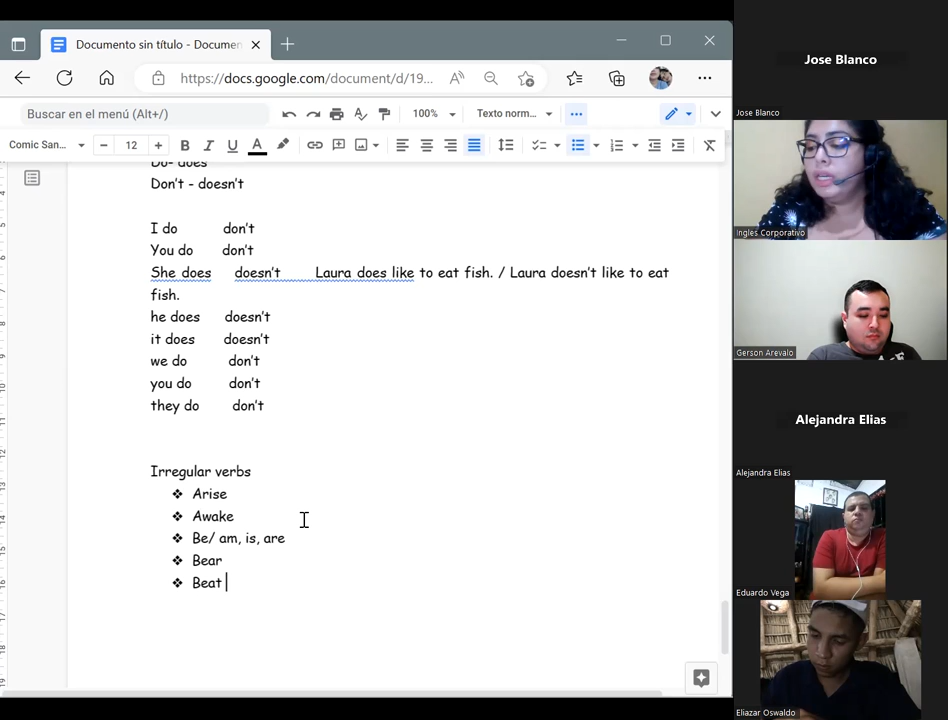 Documento sin título - Documen
https://docs.google.com/document/d/19...
Buscar en el menú (Alt+/)
100%
Texto norm...
Comic San...
12
Do- does
Don't - doesn't
I do don't
You do don't
She does doesn't Laura does like to eat fish. / Laura doesn't like to eat
fish.
he does doesn't
it does doesn't
we do don't
you do don't
they do don't
Irregular verbs
❖ Arise
❖ Awake
❖ Be/ am, is, are
❖ Bear
❖ Beat
Jose Blanco
Jose Blanco
Ingles Corporativo
Gerson Arevalo
Alejandra Elias
Alejandra Elias
Eduardo Vega
Eliazar Oswaldo